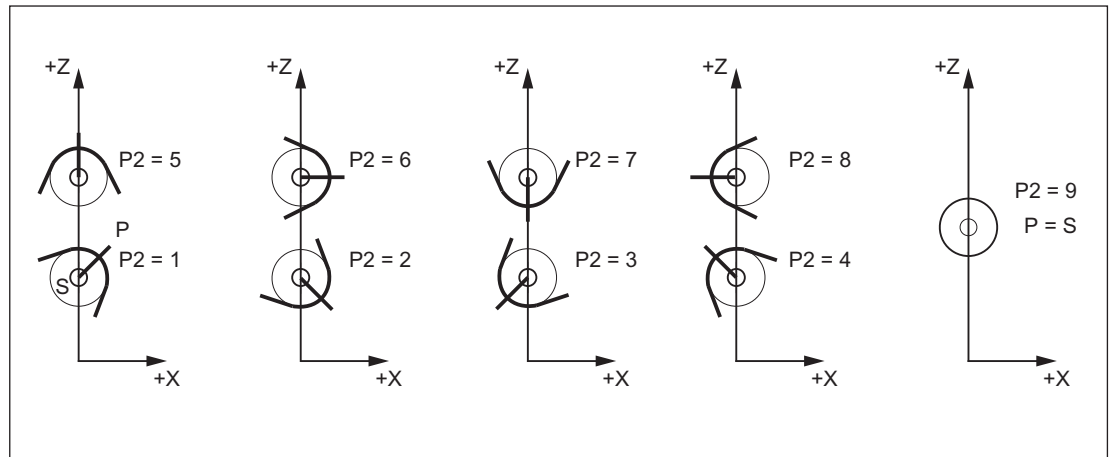 +Z
+Z
+Z
+Z
+Z
P2 = 5
P2 = 6
P2 = 7
P2 = 8
P2 = 9
P = S
P
P2 = 1
S
P2 = 2
P2 = 3
P2 = 4
+X
+X
+X
+X
+X